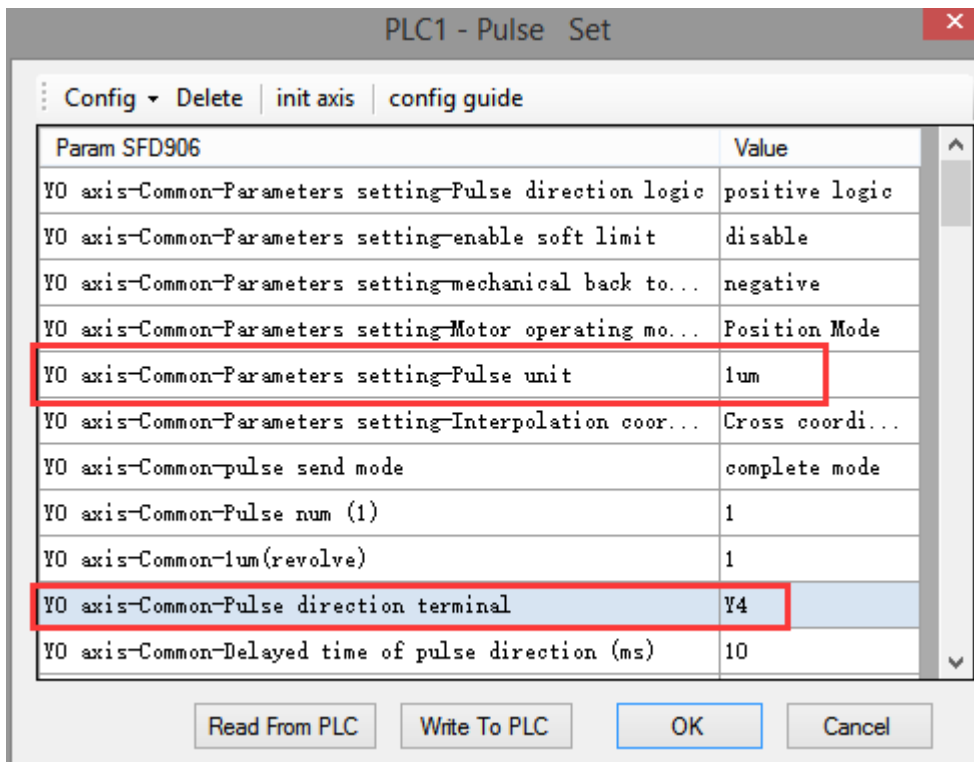 PLC1 - Pulse Set
Config Delete init axis config guide
Param SFD906 Value
Y0 axis-Common-Parameters setting-Pulse direction logic positive logic
Y0 axis-Common-Parameters setting-enable soft limit disable
Y0 axis-Common-Parameters setting-mechanical back to... negative
Y0 axis-Common-Parameters setting-Motor operating mo... Position Mode
Y0 axis-Common-Parameters setting-Pulse unit 1um
Y0 axis-Common-Parameters setting-Interpolation coor... Cross coordi...
Y0 axis-Common-pulse send mode complete mode
Y0 axis-Common-Pulse num (1) 1
Y0 axis-Common-1um(revolve) 1
Y0 axis-Common-Pulse direction terminal Y4
Y0 axis-Common-Delayed time of pulse direction (ms) 10
Read From PLC Write To PLC OK Cancel